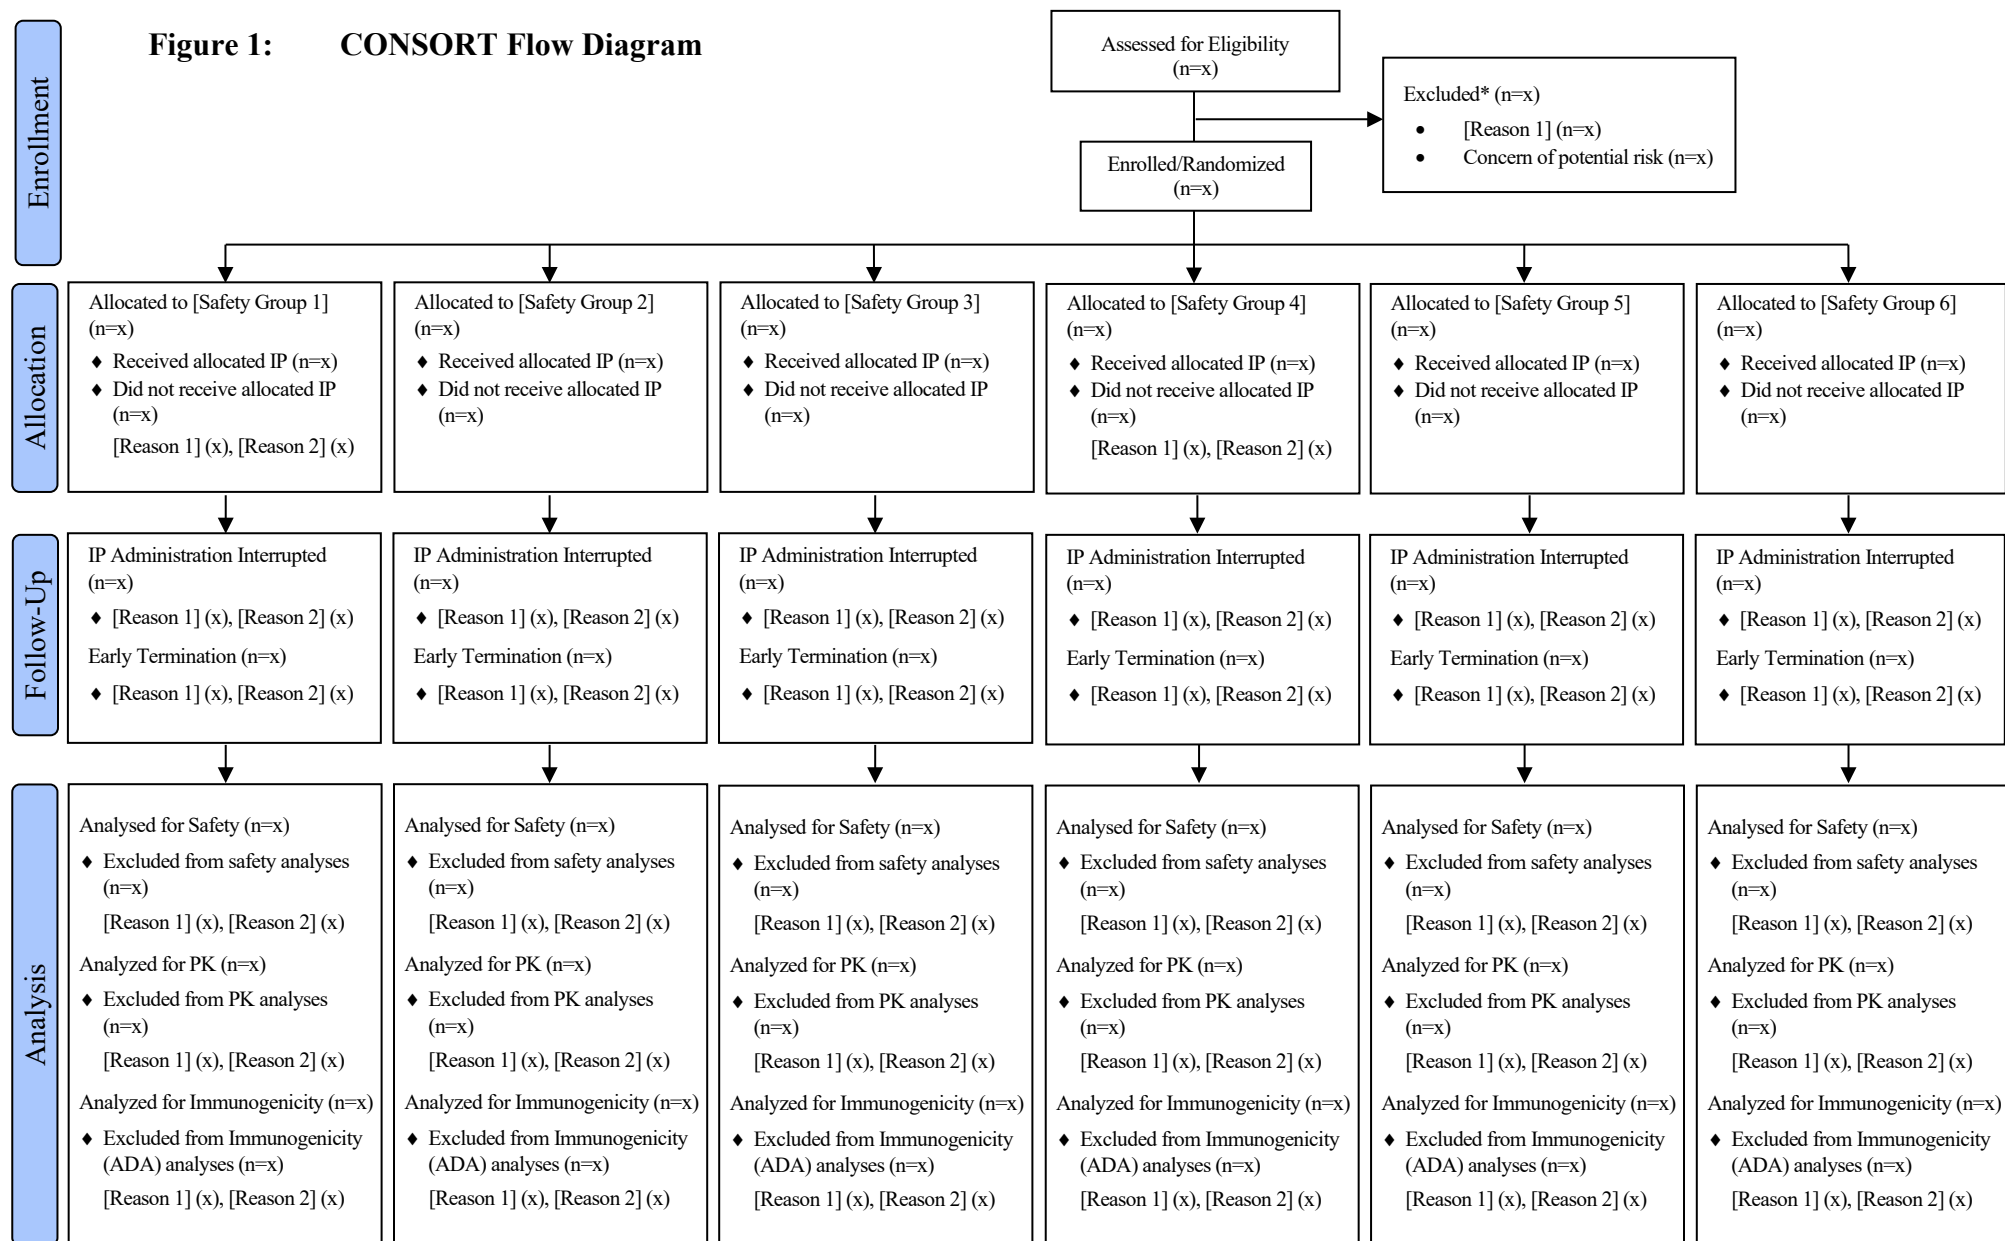 Figure 1: CONSORT Flow Diagram
Enrollment
Assessed for Eligibility
(n=x)
Excluded* (n=x)
• [Reason 1] (n=x)
• Concern of potential risk (n=x)
Enrolled/Randomized
(n=x)
Allocation
Allocated to [Safety Group 1]
(n=x)
♦ Received allocated IP (n=x)
♦ Did not receive allocated IP
(n=x)
[Reason 1] (x), [Reason 2] (x)
Allocated to [Safety Group 2]
(n=x)
♦ Received allocated IP (n=x)
♦ Did not receive allocated IP
(n=x)
Allocated to [Safety Group 3]
(n=x)
♦ Received allocated IP (n=x)
♦ Did not receive allocated IP
(n=x)
Allocated to [Safety Group 4]
(n=x)
♦ Received allocated IP (n=x)
♦ Did not receive allocated IP
(n=x)
[Reason 1] (x), [Reason 2] (x)
Allocated to [Safety Group 5]
(n=x)
♦ Received allocated IP (n=x)
♦ Did not receive allocated IP
(n=x)
Allocated to [Safety Group 6]
(n=x)
♦ Received allocated IP (n=x)
♦ Did not receive allocated IP
(n=x)
Follow-Up
IP Administration Interrupted
(n=x)
♦ [Reason 1] (x), [Reason 2] (x)
Early Termination (n=x)
♦ [Reason 1] (x), [Reason 2] (x)
IP Administration Interrupted
(n=x)
♦ [Reason 1] (x), [Reason 2] (x)
Early Termination (n=x)
♦ [Reason 1] (x), [Reason 2] (x)
IP Administration Interrupted
(n=x)
♦ [Reason 1] (x), [Reason 2] (x)
Early Termination (n=x)
♦ [Reason 1] (x), [Reason 2] (x)
IP Administration Interrupted
(n=x)
♦ [Reason 1] (x), [Reason 2] (x)
Early Termination (n=x)
♦ [Reason 1] (x), [Reason 2] (x)
IP Administration Interrupted
(n=x)
♦ [Reason 1] (x), [Reason 2] (x)
Early Termination (n=x)
♦ [Reason 1] (x), [Reason 2] (x)
IP Administration Interrupted
(n=x)
♦ [Reason 1] (x), [Reason 2] (x)
Early Termination (n=x)
♦ [Reason 1] (x), [Reason 2] (x)
Analysis
Analysed for Safety (n=x)
♦ Excluded from safety analyses
(n=x)
[Reason 1] (x), [Reason 2] (x)
Analyzed for PK (n=x)
♦ Excluded from PK analyses
(n=x)
[Reason 1] (x), [Reason 2] (x)
Analyzed for Immunogenicity (n=x)
♦ Excluded from Immunogenicity
(ADA) analyses (n=x)
[Reason 1] (x), [Reason 2] (x)
Analysed for Safety (n=x)
♦ Excluded from safety analyses
(n=x)
[Reason 1] (x), [Reason 2] (x)
Analyzed for PK (n=x)
♦ Excluded from PK analyses
(n=x)
[Reason 1] (x), [Reason 2] (x)
Analyzed for Immunogenicity (n=x)
♦ Excluded from Immunogenicity
(ADA) analyses (n=x)
[Reason 1] (x), [Reason 2] (x)
Analysed for Safety (n=x)
♦ Excluded from safety analyses
(n=x)
[Reason 1] (x), [Reason 2] (x)
Analyzed for PK (n=x)
♦ Excluded from PK analyses
(n=x)
[Reason 1] (x), [Reason 2] (x)
Analyzed for Immunogenicity (n=x)
♦ Excluded from Immunogenicity
(ADA) analyses (n=x)
[Reason 1] (x), [Reason 2] (x)
Analysed for Safety (n=x)
♦ Excluded from safety analyses
(n=x)
[Reason 1] (x), [Reason 2] (x)
Analyzed for PK (n=x)
♦ Excluded from PK analyses
(n=x)
[Reason 1] (x), [Reason 2] (x)
Analyzed for Immunogenicity (n=x)
♦ Excluded from Immunogenicity
(ADA) analyses (n=x)
[Reason 1] (x), [Reason 2] (x)
Analysed for Safety (n=x)
♦ Excluded from safety analyses
(n=x)
[Reason 1] (x), [Reason 2] (x)
Analyzed for PK (n=x)
♦ Excluded from PK analyses
(n=x)
[Reason 1] (x), [Reason 2] (x)
Analyzed for Immunogenicity (n=x)
♦ Excluded from Immunogenicity
(ADA) analyses (n=x)
[Reason 1] (x), [Reason 2] (x)
Analysed for Safety (n=x)
♦ Excluded from safety analyses
(n=x)
[Reason 1] (x), [Reason 2] (x)
Analyzed for PK (n=x)
♦ Excluded from PK analyses
(n=x)
[Reason 1] (x), [Reason 2] (x)
Analyzed for Immunogenicity (n=x)
♦ Excluded from Immunogenicity
(ADA) analyses (n=x)
[Reason 1] (x), [Reason 2] (x)